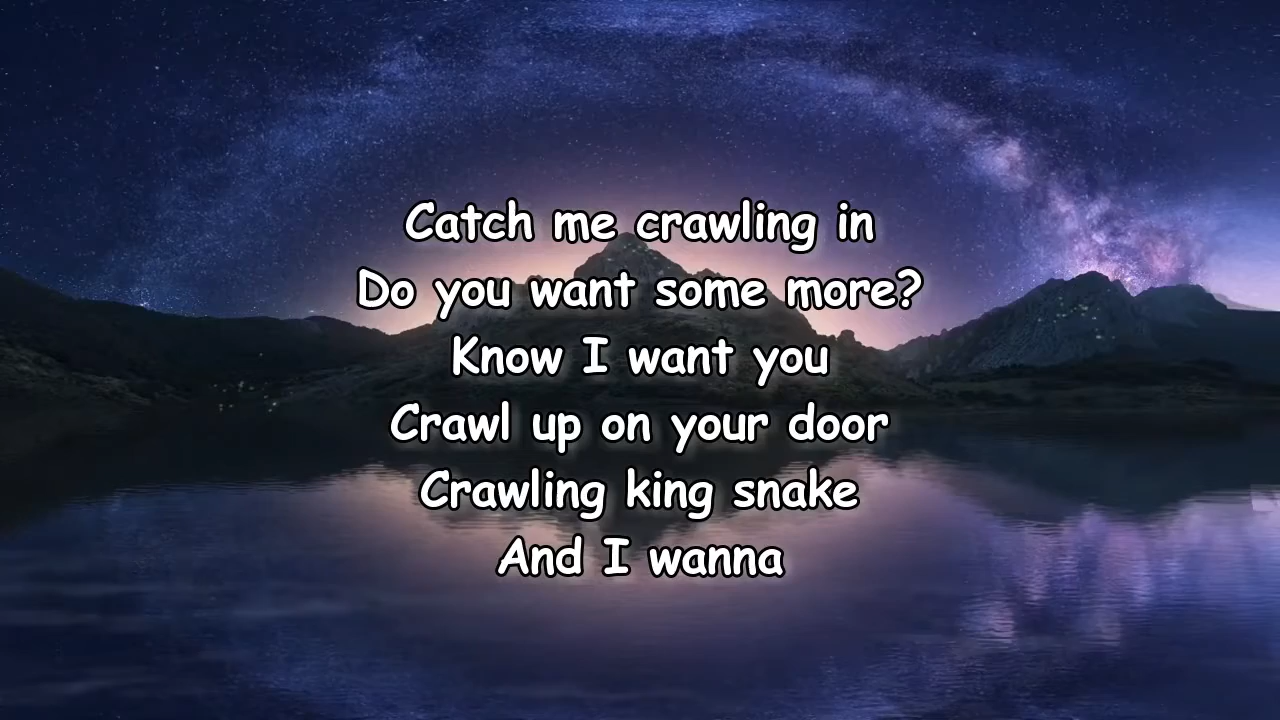 Catch me crawling in
Do you want some more?
Know I want you
Crawl up on your door
Crawling king snake
And I wanna